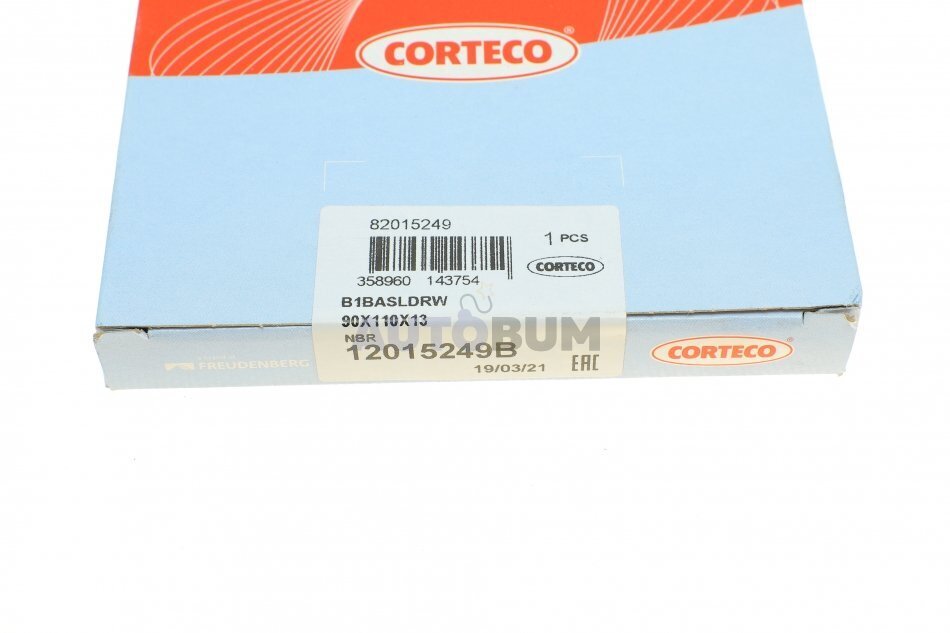 CORTECO®
82015249
1 PCS
358960 143754
CORTECO
B1BASLDRW
90X110X13
NBR
AUTOBUM
12015249B
19/03/21
EAC
FREUDENBERG
CORTECO®